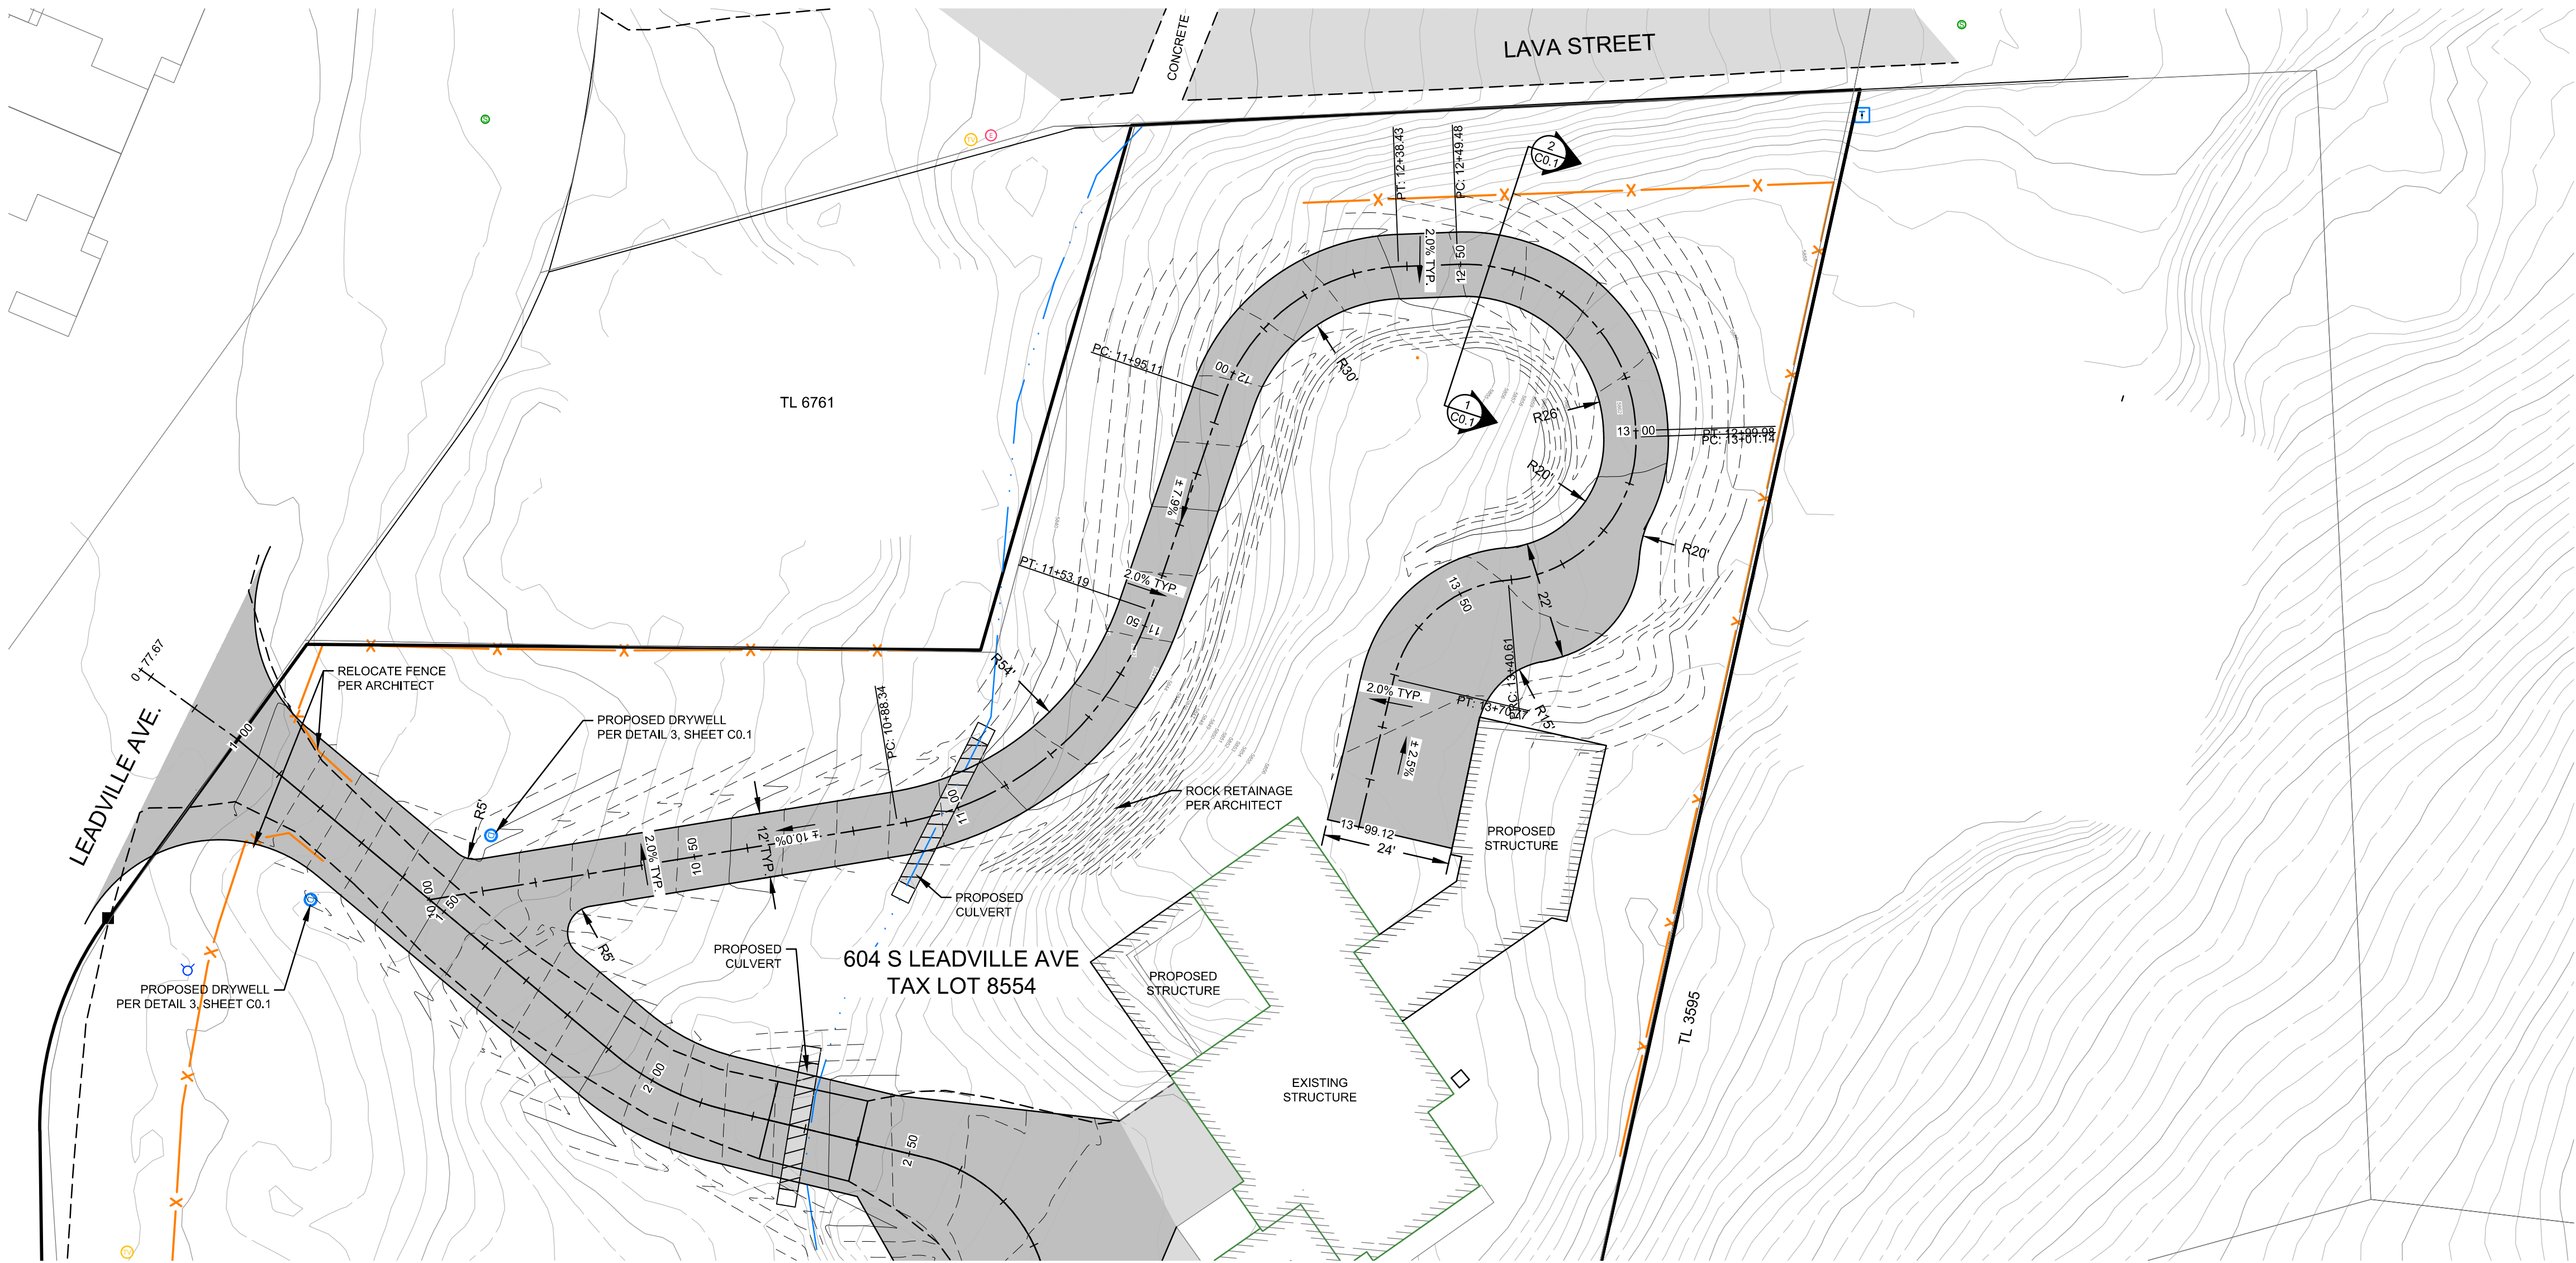 CONCRETE
LAVA STREET
S
S
TV
E
PT: 12+38.43
PC: 12+49.48
2
C0.1
2.0% TYP.
12+50
PC: 11+95.11
12+00
R30'
1
C0.1
R26'
13+00
PT: 12+99.98
PC: 13+01.14
TL 6761
R20'
± 7.9%
R20'
PT: 11+53.19
2.0% TYP.
11+50
13+50
22'
R54'
PRC: 13+40.61
0+77.67
RELOCATE FENCE
PER ARCHITECT
PC: 10+88.34
2.0% TYP.
PT: 13+70.47
R15'
LEADVILLE AVE.
1+00
PROPOSED DRYWELL
PER DETAIL 3, SHEET C0.1
± 2.5%
R5'
11+00
ROCK RETAINAGE
PER ARCHITECT
12' TYP.
± 10.0%
10+50
2.0% TYP.
13+99.12
24'
PROPOSED
STRUCTURE
10+00
1+50
PROPOSED
CULVERT
R5'
PROPOSED
CULVERT
604 S LEADVILLE AVE
TAX LOT 8554
PROPOSED
STRUCTURE
PROPOSED DRYWELL
PER DETAIL 3, SHEET C0.1
TL 3595
2+00
EXISTING
STRUCTURE
2+50
TV